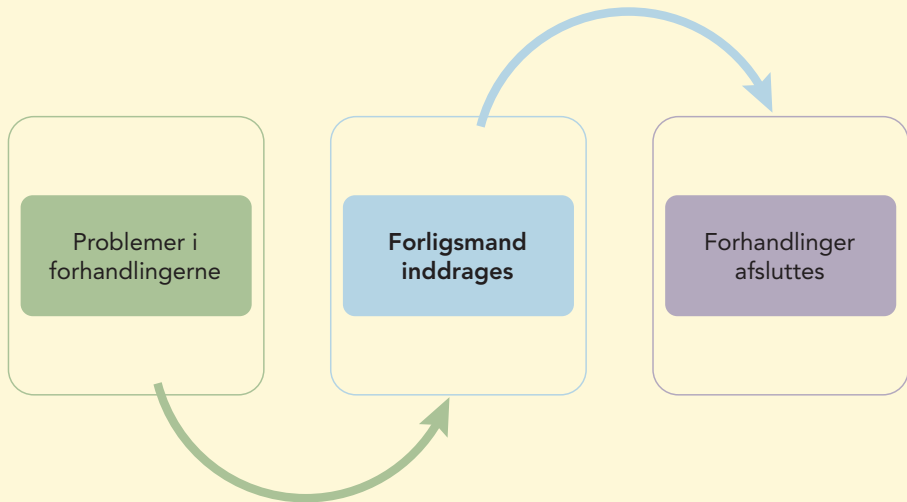 Problemer i
forhandlingerne
Forligsmand
inddrages
Forhandlinger
afsluttes